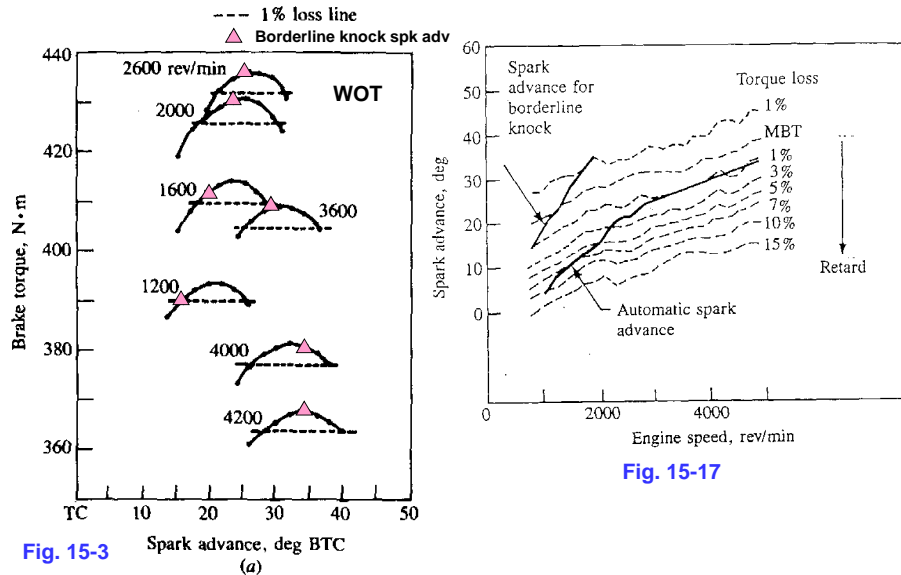 1% loss line
Borderline knock spk adv
WOT
2600 rev/min
2000
1600
3600
1200
4000
4200
Brake torque, N·m
440
420
400
380
360
TC
10
20
30
40
50
Spark advance, deg BTC
(a)
Fig. 15-3
Spark
advance for
borderline
knock
Torque loss
1%
MBT
1%
3%
5%
7%
10%
15%
Retard
Automatic spark
advance
Spark advance, deg
60
50
40
30
20
10
0
0
2000
4000
Engine speed, rev/min
Fig. 15-17